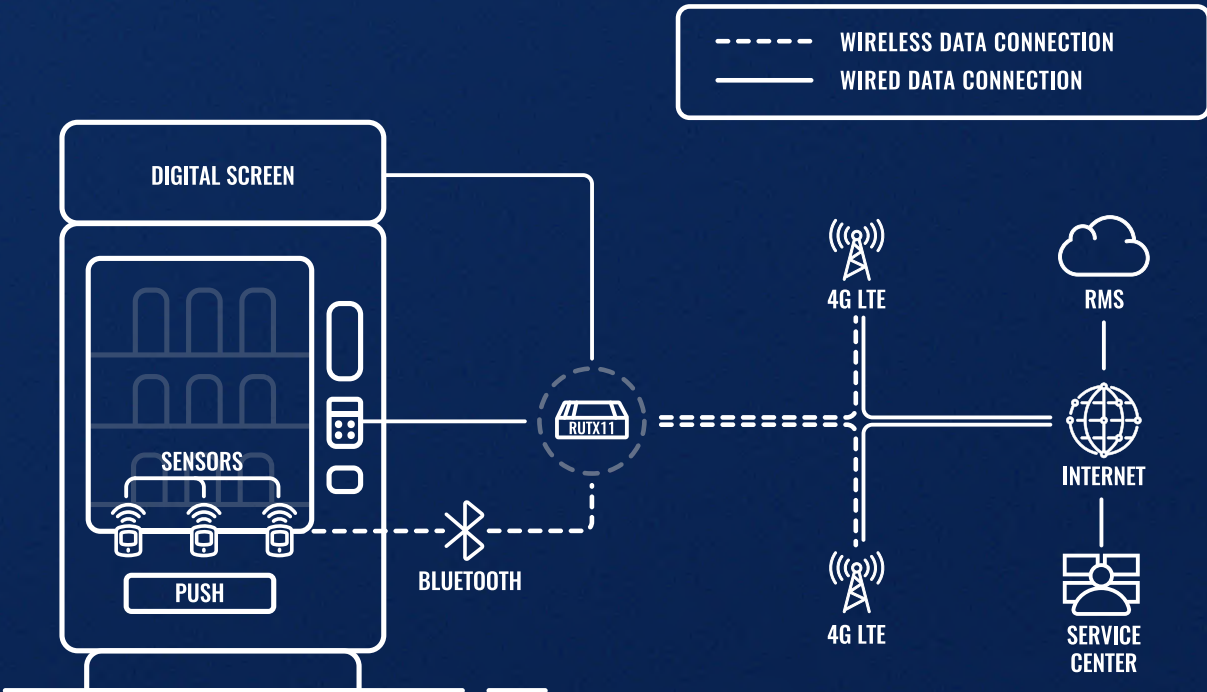 WIRELESS DATA CONNECTION
WIRED DATA CONNECTION
DIGITAL SCREEN
4G LTE
RMS
RUTX11
SENSORS
INTERNET
BLUETOOTH
PUSH
4G LTE
SERVICE
CENTER